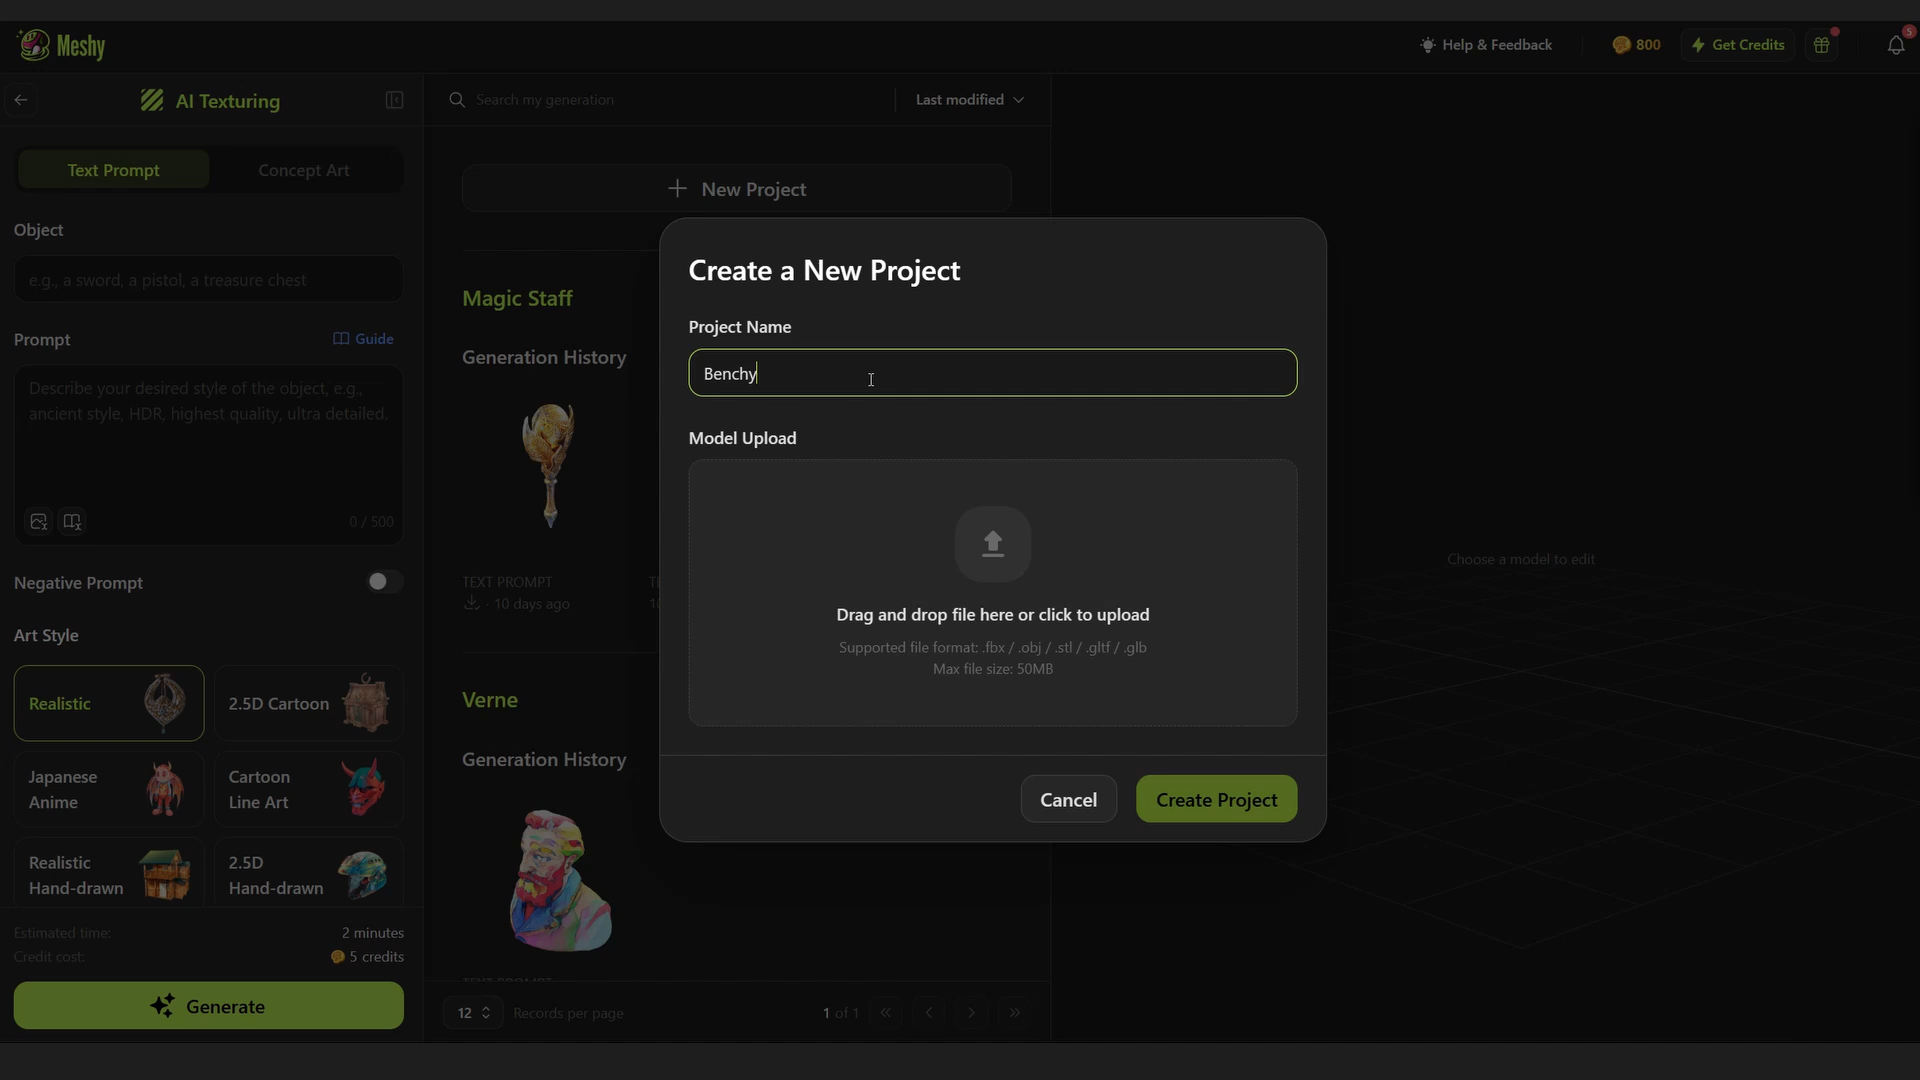 Meshy
Help & Feedback
800
Get Credits
5
AI Texturing
Search my generation
Last modified
Text Prompt
Concept Art
New Project
Object
e.g., a sword, a pistol, a treasure chest
Prompt
Guide
Describe your desired style of the object, e.g.,
ancient style, HDR, highest quality, ultra detailed.
0 / 500
Negative Prompt
Art Style
Realistic
2.5D Cartoon
Japanese
Anime
Cartoon
Line Art
Realistic
Hand-drawn
2.5D
Hand-drawn
Estimated time:
2 minutes
Credit cost:
5 credits
Generate
Magic Staff
Generation History
TEXT PROMPT
· 10 days ago
Verne
Generation History
12
Records per page
1 of 1
Create a New Project
Project Name
Benchy
Model Upload
Drag and drop file here or click to upload
Supported file format: .fbx / .obj / .stl / .gltf / .glb
Max file size: 50MB
Cancel
Create Project
Choose a model to edit